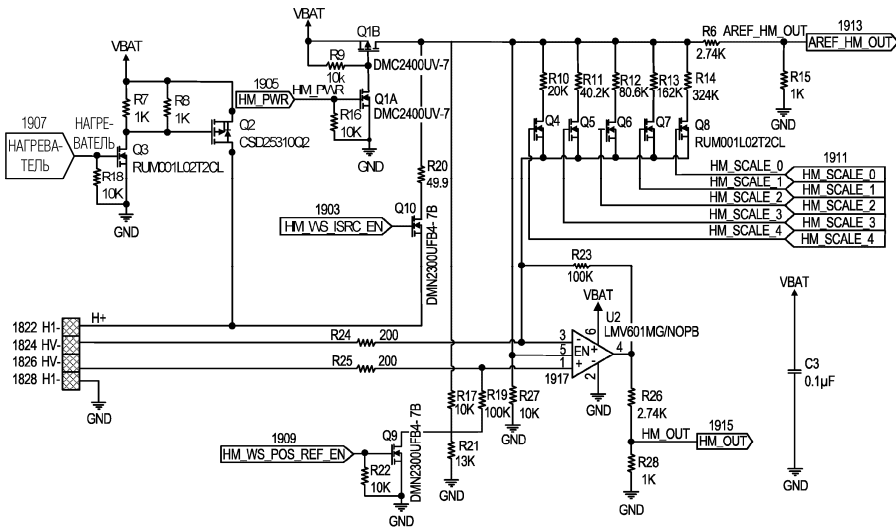 VBAT
Q1B
R6
AREF_HM_OUT
1913
AREF_HM_OUT
2.74K
VBAT
R9
10k
DMC2400UV-7
1905
HM_PWR
HM_PWR
Q1A
DMC2400UV-7
R16
10K
GND
R7
1K
R8
1K
Q2
CSD25310Q2
1907
НАГРЕВА-
ТЕЛЬ
НАГРЕ-
ВАТЕЛЬ
Q3
RUM001L02T2CL
R18
10K
GND
R10
20K
R11
40.2K
R12
80.6K
R13
162K
R14
324K
R15
1K
GND
Q4
Q5
Q6
Q7
Q8
RUM001L02T2CL
1911
HM_SCALE_0
HM_SCALE_0
HM_SCALE_1
HM_SCALE_1
HM_SCALE_2
HM_SCALE_2
HM_SCALE_3
HM_SCALE_3
HM_SCALE_4
HM_SCALE_4
R20
49.9
1903
HM_WS_ISRC_EN
Q10
DMN2300UFB4-7B
R23
100K
VBAT
U2
LMV601MG/NOPB
H+
1822 H1-
1824 HV-
1826 HV-
1828 H1-
GND
R24
200
R25
200
3
-
6
+
5
EN
4
1
+
-
2
1917
GND
VBAT
C3
0.1µF
GND
R17
10K
R19
100K
R27
10K
GND
R26
2.74K
HM_OUT
1915
HM_OUT
R28
1K
GND
Q9
DMN2300UFB4-7B
1909
HM_WS_POS_REF_EN
R22
10K
GND
R21
13K
GND